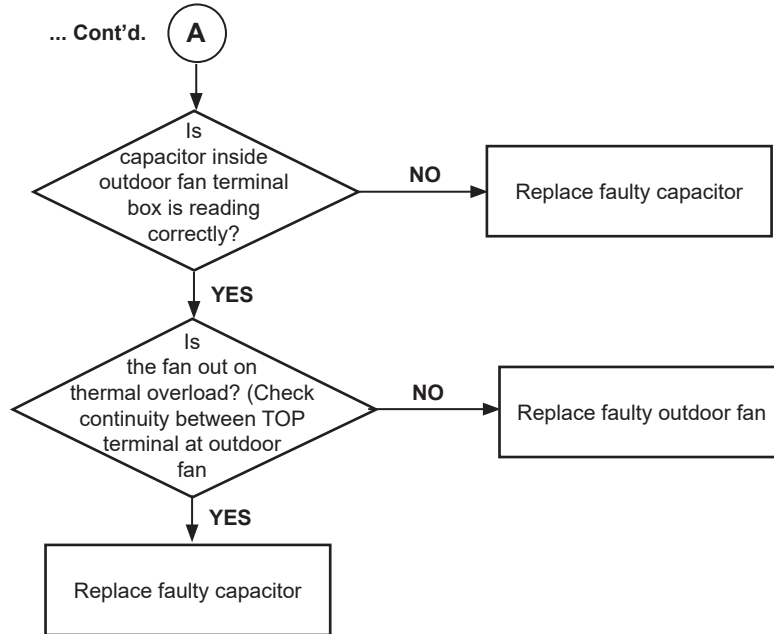 ... Cont’d.
A
Is
capacitor inside
outdoor fan terminal
box is reading
correctly?
NO
Replace faulty capacitor
YES
Is
the fan out on
thermal overload? (Check
continuity between TOP
terminal at outdoor
fan
NO
Replace faulty outdoor fan
YES
Replace faulty capacitor